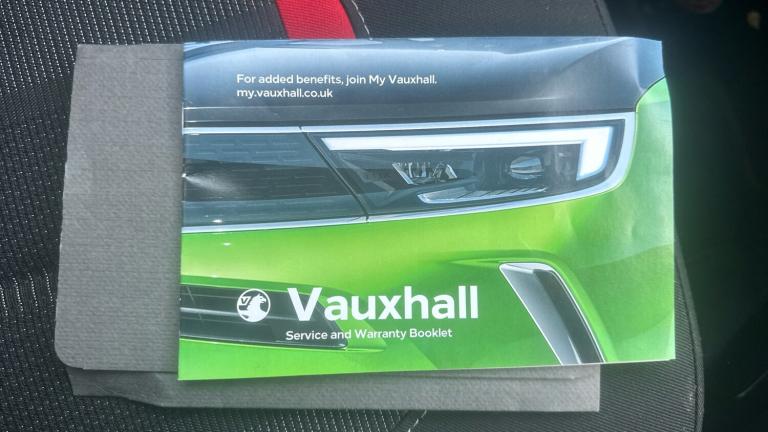 For added benefits, join My Vauxhall.
my.vauxhall.co.uk
Vauxhall
Service and Warranty Booklet